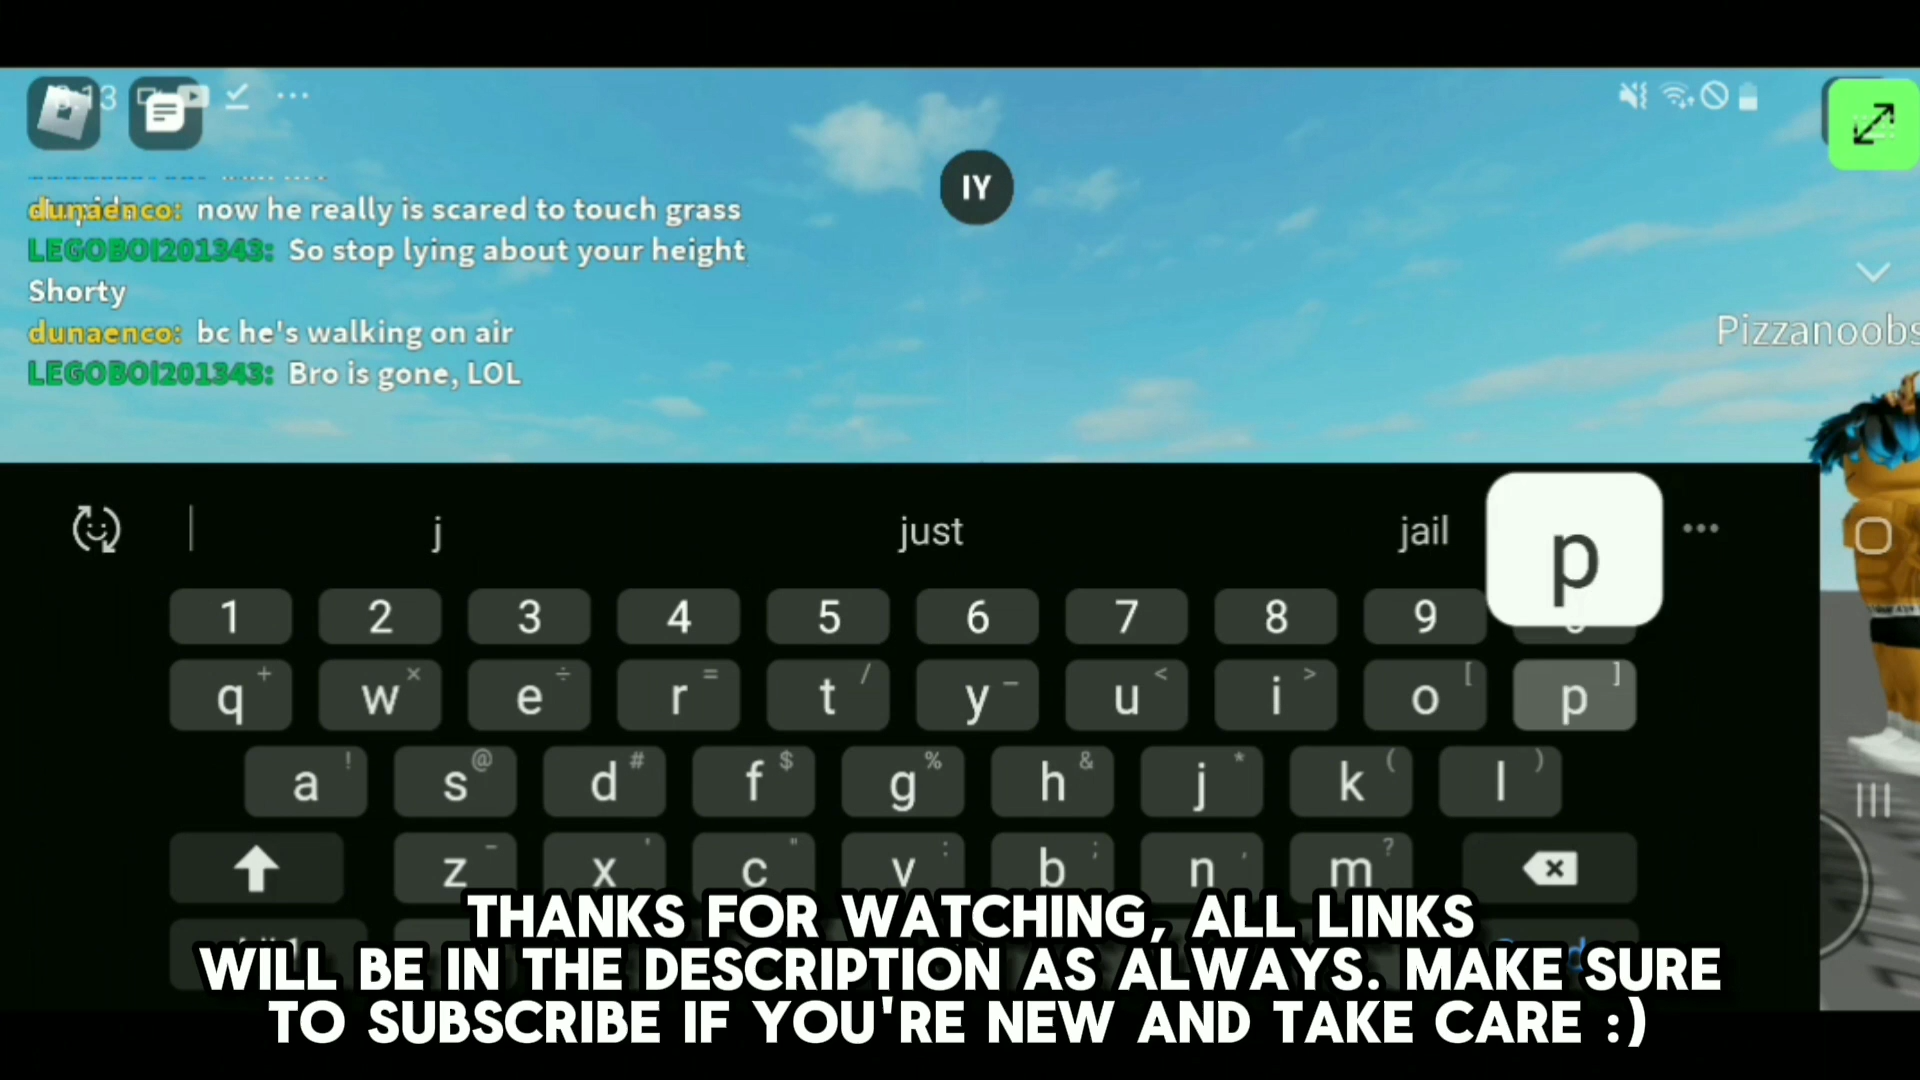 IY
dunaenco: now he really is scared to touch grass
LEGOBOI201343: So stop lying about your height
Shorty
dunaenco: bc he's walking on air
LEGOBOI201343: Bro is gone, LOL
Pizzanoobs
j just jail p
1 2 3 4 5 6 7 8 9
q + w × e ÷ r = t / y _ u < i > o [ p ]
a ! s @ d # f $ g % h & j * k ( l )
z - x ' c " v : b ; n , m ?
THANKS FOR WATCHING, ALL LINKS
WILL BE IN THE DESCRIPTION AS ALWAYS. MAKE SURE
TO SUBSCRIBE IF YOU'RE NEW AND TAKE CARE :)